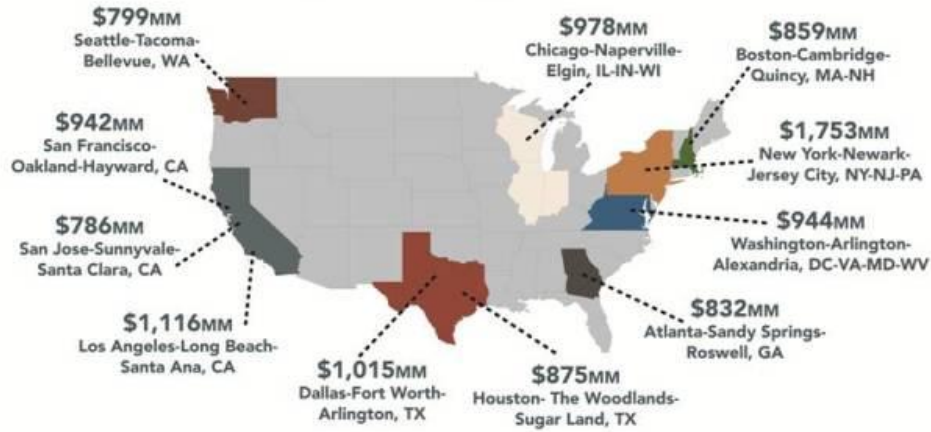 $799MM
Seattle-Tacoma-
Bellevue, WA
$978MM
Chicago-Naperville-
Elgin, IL-IN-WI
$859MM
Boston-Cambridge-
Quincy, MA-NH
$942MM
San Francisco-
Oakland-Hayward, CA
$1,753MM
New York-Newark-
Jersey City, NY-NJ-PA
$786MM
San Jose-Sunnyvale-
Santa Clara, CA
$944MM
Washington-Arlington-
Alexandria, DC-VA-MD-WV
$1,116MM
Los Angeles-Long Beach-
Santa Ana, CA
$832MM
Atlanta-Sandy Springs-
Roswell, GA
$1,015MM
Dallas-Fort Worth-
Arlington, TX
$875MM
Houston- The Woodlands-
Sugar Land, TX